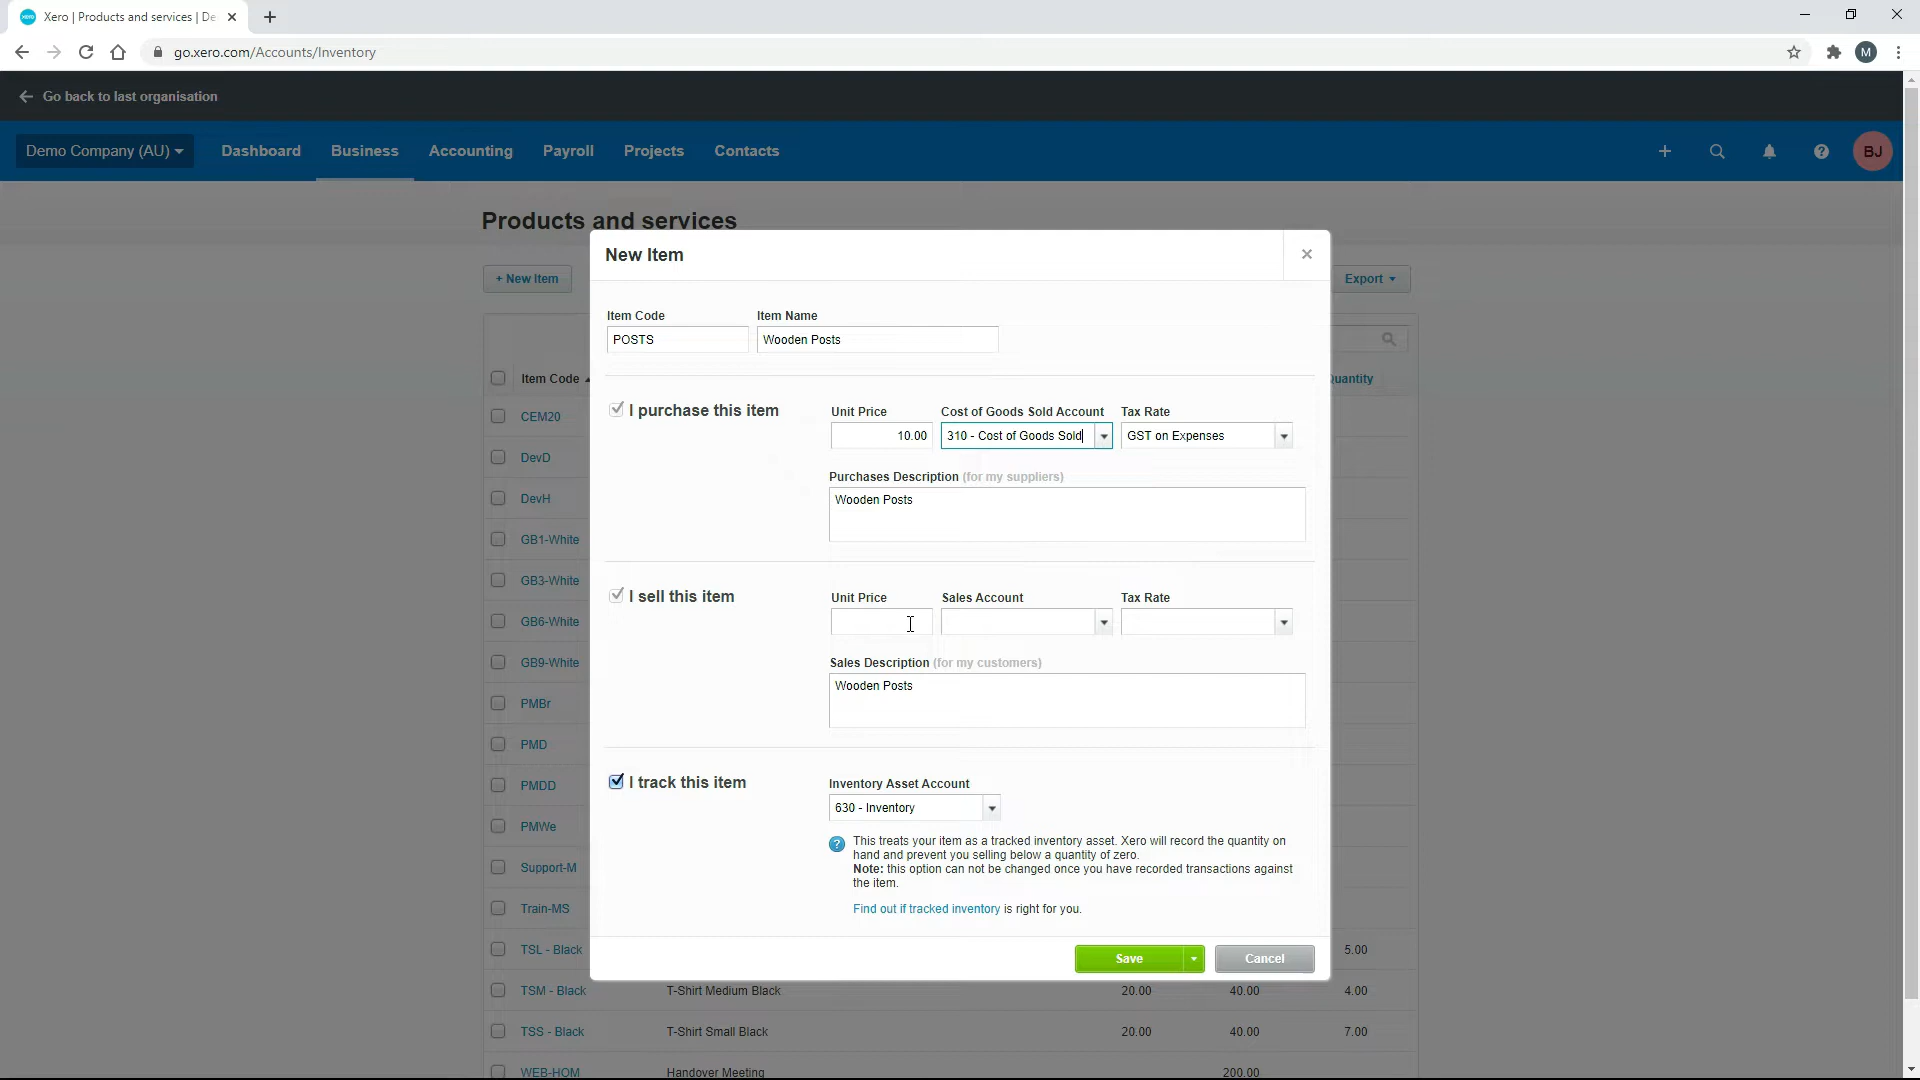 Xero | Products and services | De
go.xero.com/Accounts/Inventory
M
Go back to last organisation
Demo Company (AU)
Dashboard
Business
Accounting
Payroll
Projects
Contacts
BJ
Products and services
+ New Item
Export
New Item
Item Code
Item Name
POSTS
Wooden Posts
Item Code
Quantity
I purchase this item
Unit Price
Cost of Goods Sold Account
Tax Rate
10.00
310 - Cost of Goods Sold
GST on Expenses
Purchases Description (for my suppliers)
Wooden Posts
CEM20
DevD
DevH
GB1-White
GB3-White
GB6-White
GB9-White
PMBr
PMD
PMDD
PMWe
Support-M
Train-MS
I sell this item
Unit Price
Sales Account
Tax Rate
Sales Description (for my customers)
Wooden Posts
I track this item
Inventory Asset Account
630 - Inventory
This treats your item as a tracked inventory asset. Xero will record the quantity on
hand and prevent you selling below a quantity of zero.
Note: this option can not be changed once you have recorded transactions against
the item.
Find out if tracked inventory is right for you.
Save
Cancel
TSL - Black 5.00
TSM - Black T-Shirt Medium Black 20.00 40.00 4.00
TSS - Black T-Shirt Small Black 20.00 40.00 7.00
WEB-HOM Handover Meeting 200.00